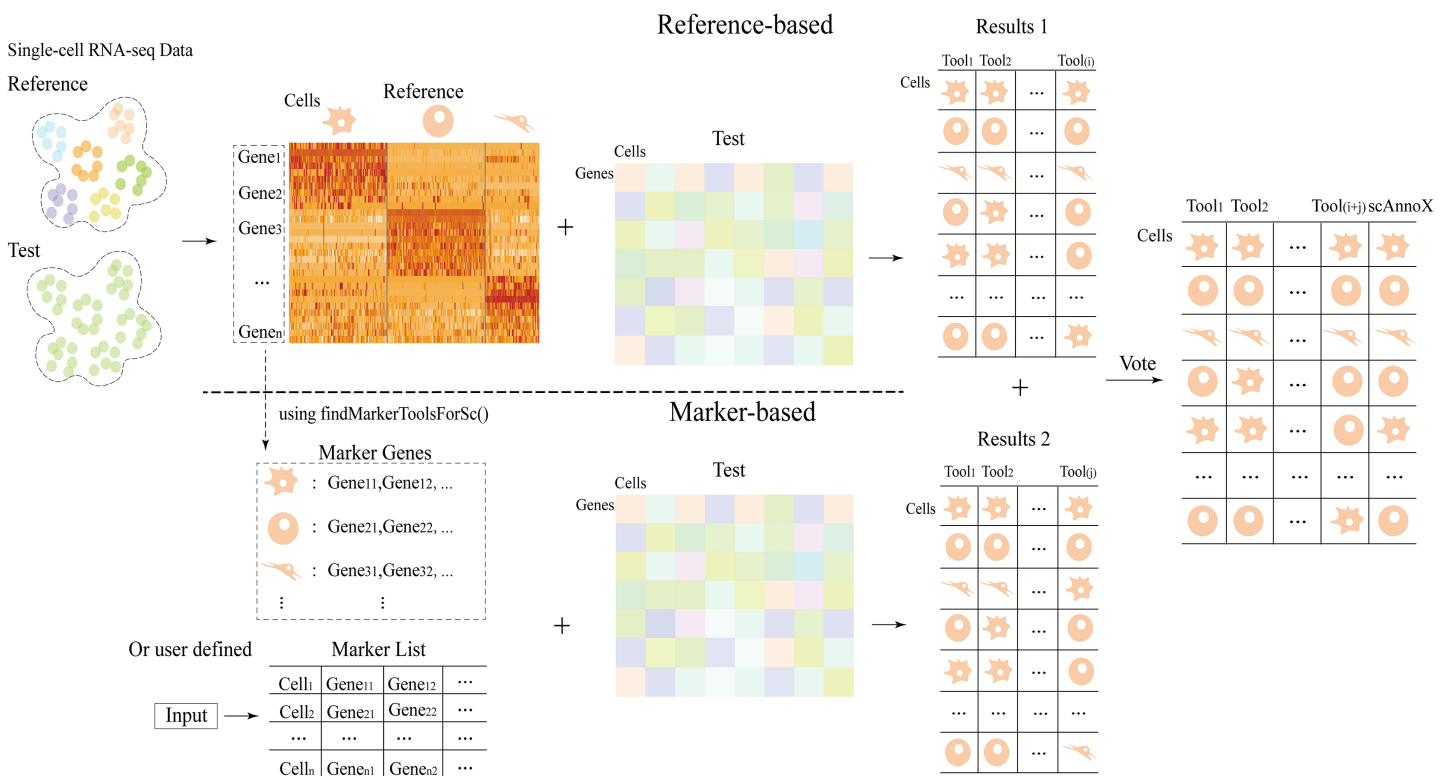 Reference-based
Single-cell RNA-seq Data
Reference
Test
Cells
Reference
Gene1
Gene2
Gene3
...
Genen
+
Test
Cells
Genes
Results 1
Tool1 Tool2 Tool(i)
Cells
...
...
...
...
...
... ... ... ...
...
+
Vote
Tool1 Tool2 Tool(i+j) scAnnoX
Cells
...
...
...
...
...
... ... ... ... ...
...
using findMarkerToolsForSc()
Marker-based
Marker Genes
: Gene11,Gene12, ...
: Gene21,Gene22, ...
: Gene31,Gene32, ...
⋮ ⋮
Or user defined
Marker List
Input
Cell1 Gene11 Gene12 ...
Cell2 Gene21 Gene22 ...
... ... ... ...
Celln Genen1 Genen2 ...
+
Test
Cells
Genes
Results 2
Tool1 Tool2 Tool(j)
Cells
...
...
...
...
...
... ... ... ...
...